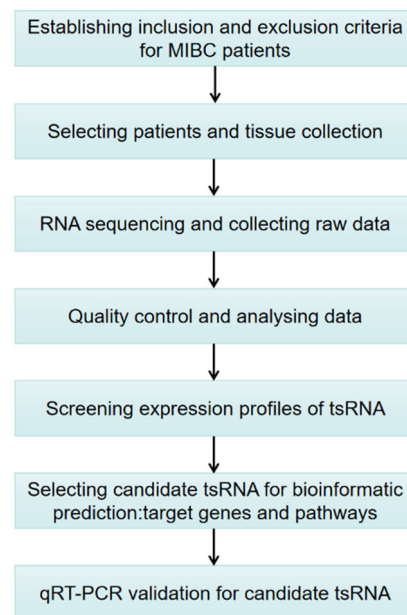 Establishing inclusion and exclusion criteria
for MIBC patients
Selecting patients and tissue collection
RNA sequencing and collecting raw data
Quality control and analysing data
Screening expression profiles of tsRNA
Selecting candidate tsRNA for bioinformatic
prediction:target genes and pathways
qRT-PCR validation for candidate tsRNA